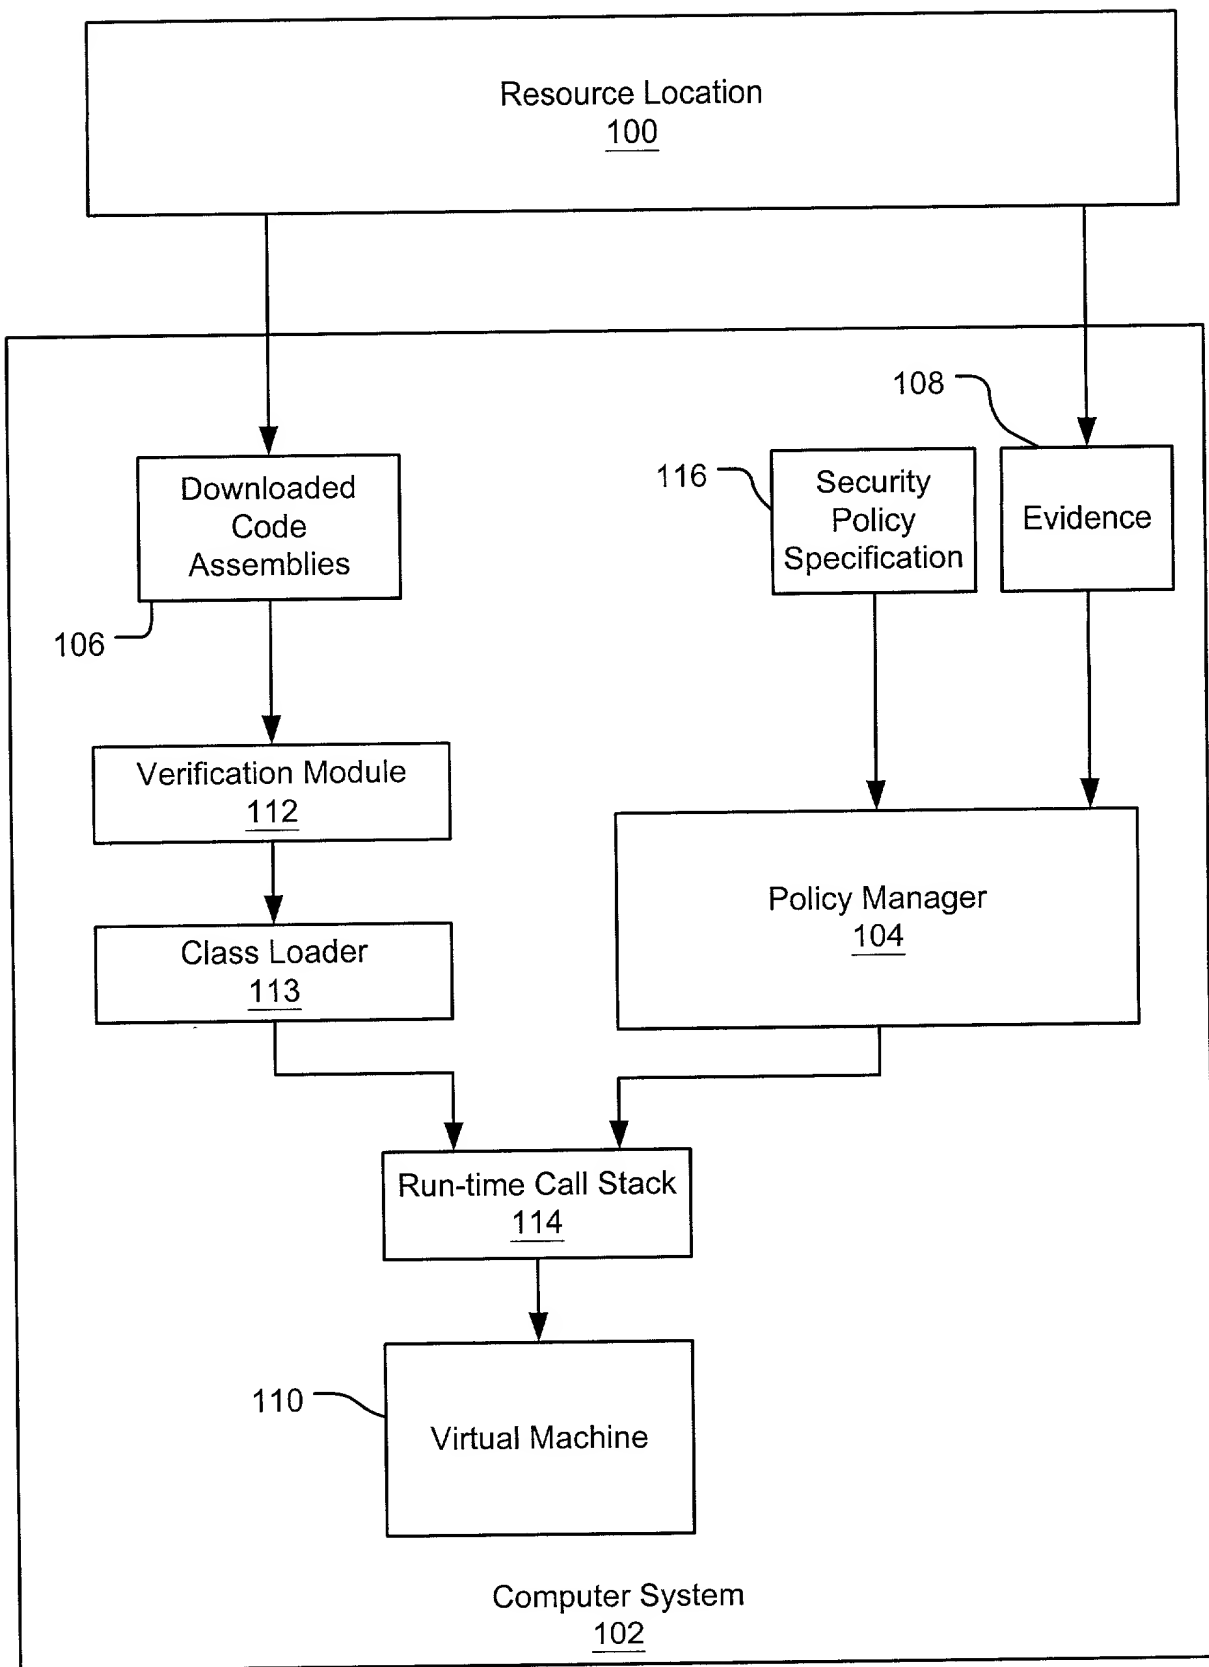 Resource Location
100
108
116
Downloaded
Code
Assemblies
Security
Policy
Specification
Evidence
106
Verification Module
112
Policy Manager
104
Class Loader
113
Run-time Call Stack
114
110
Virtual Machine
Computer System
102